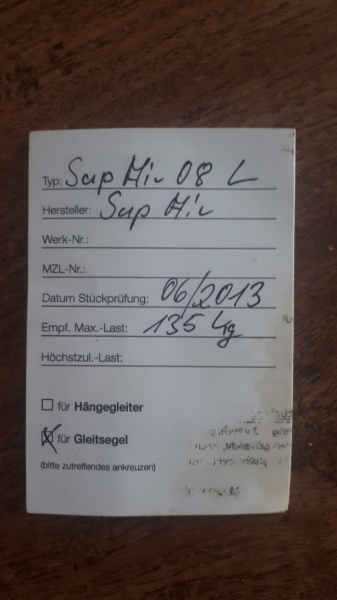 Typ: Sup Air 08 L
Hersteller: Sup Air
Werk-Nr.:
MZL-Nr.:
Datum Stückprüfung: 06/2013
Empf. Max.-Last: 135 kg
Höchstzul.-Last:
für Hängegleiter
für Gleitsegel
(bitte zutreffendes ankreuzen)